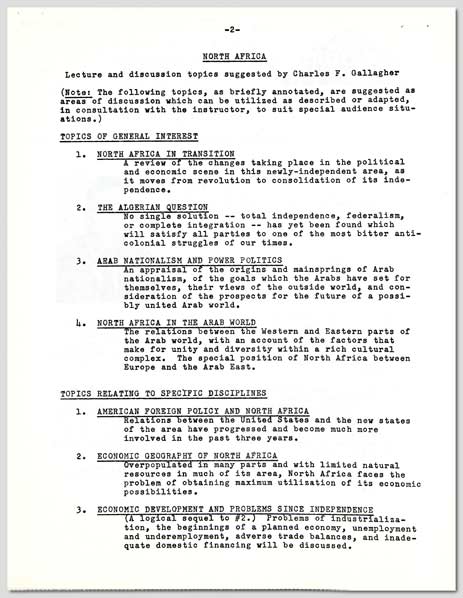 -2-
NORTH AFRICA
Lecture and discussion topics suggested by Charles F. Gallagher
(Note: The following topics, as briefly annotated, are suggested as
areas of discussion which can be utilized as described or adapted,
in consultation with the instructor, to suit special audience situ-
ations.)
TOPICS OF GENERAL INTEREST
1. NORTH AFRICA IN TRANSITION
A review of the changes taking place in the political
and economic scene in this newly-independent area, as
it moves from revolution to consolidation of its inde-
pendence.
2. THE ALGERIAN QUESTION
No single solution -- total independence, federalism,
or complete integration -- has yet been found which
will satisfy all parties to one of the most bitter anti-
colonial struggles of our times.
3. ARAB NATIONALISM AND POWER POLITICS
An appraisal of the origins and mainsprings of Arab
nationalism, of the goals which the Arabs have set for
themselves, their views of the outside world, and con-
sideration of the prospects for the future of a possi-
bly united Arab world.
4. NORTH AFRICA IN THE ARAB WORLD
The relations between the Western and Eastern parts of
the Arab world, with an account of the factors that
make for unity and diversity within a rich cultural
complex. The special position of North Africa between
Europe and the Arab East.
TOPICS RELATING TO SPECIFIC DISCIPLINES
1. AMERICAN FOREIGN POLICY AND NORTH AFRICA
Relations between the United States and the new states
of the area have progressed and become much more
involved in the past three years.
2. ECONOMIC GEOGRAPHY OF NORTH AFRICA
Overpopulated in many parts and with limited natural
resources in much of its area, North Africa faces the
problem of obtaining maximum utilization of its economic
possibilities.
3. ECONOMIC DEVELOPMENT AND PROBLEMS SINCE INDEPENDENCE
(A logical sequel to #2.) Problems of industrializa-
tion, the beginnings of a planned economy, unemployment
and underemployment, adverse trade balances, and inade-
quate domestic financing will be discussed.